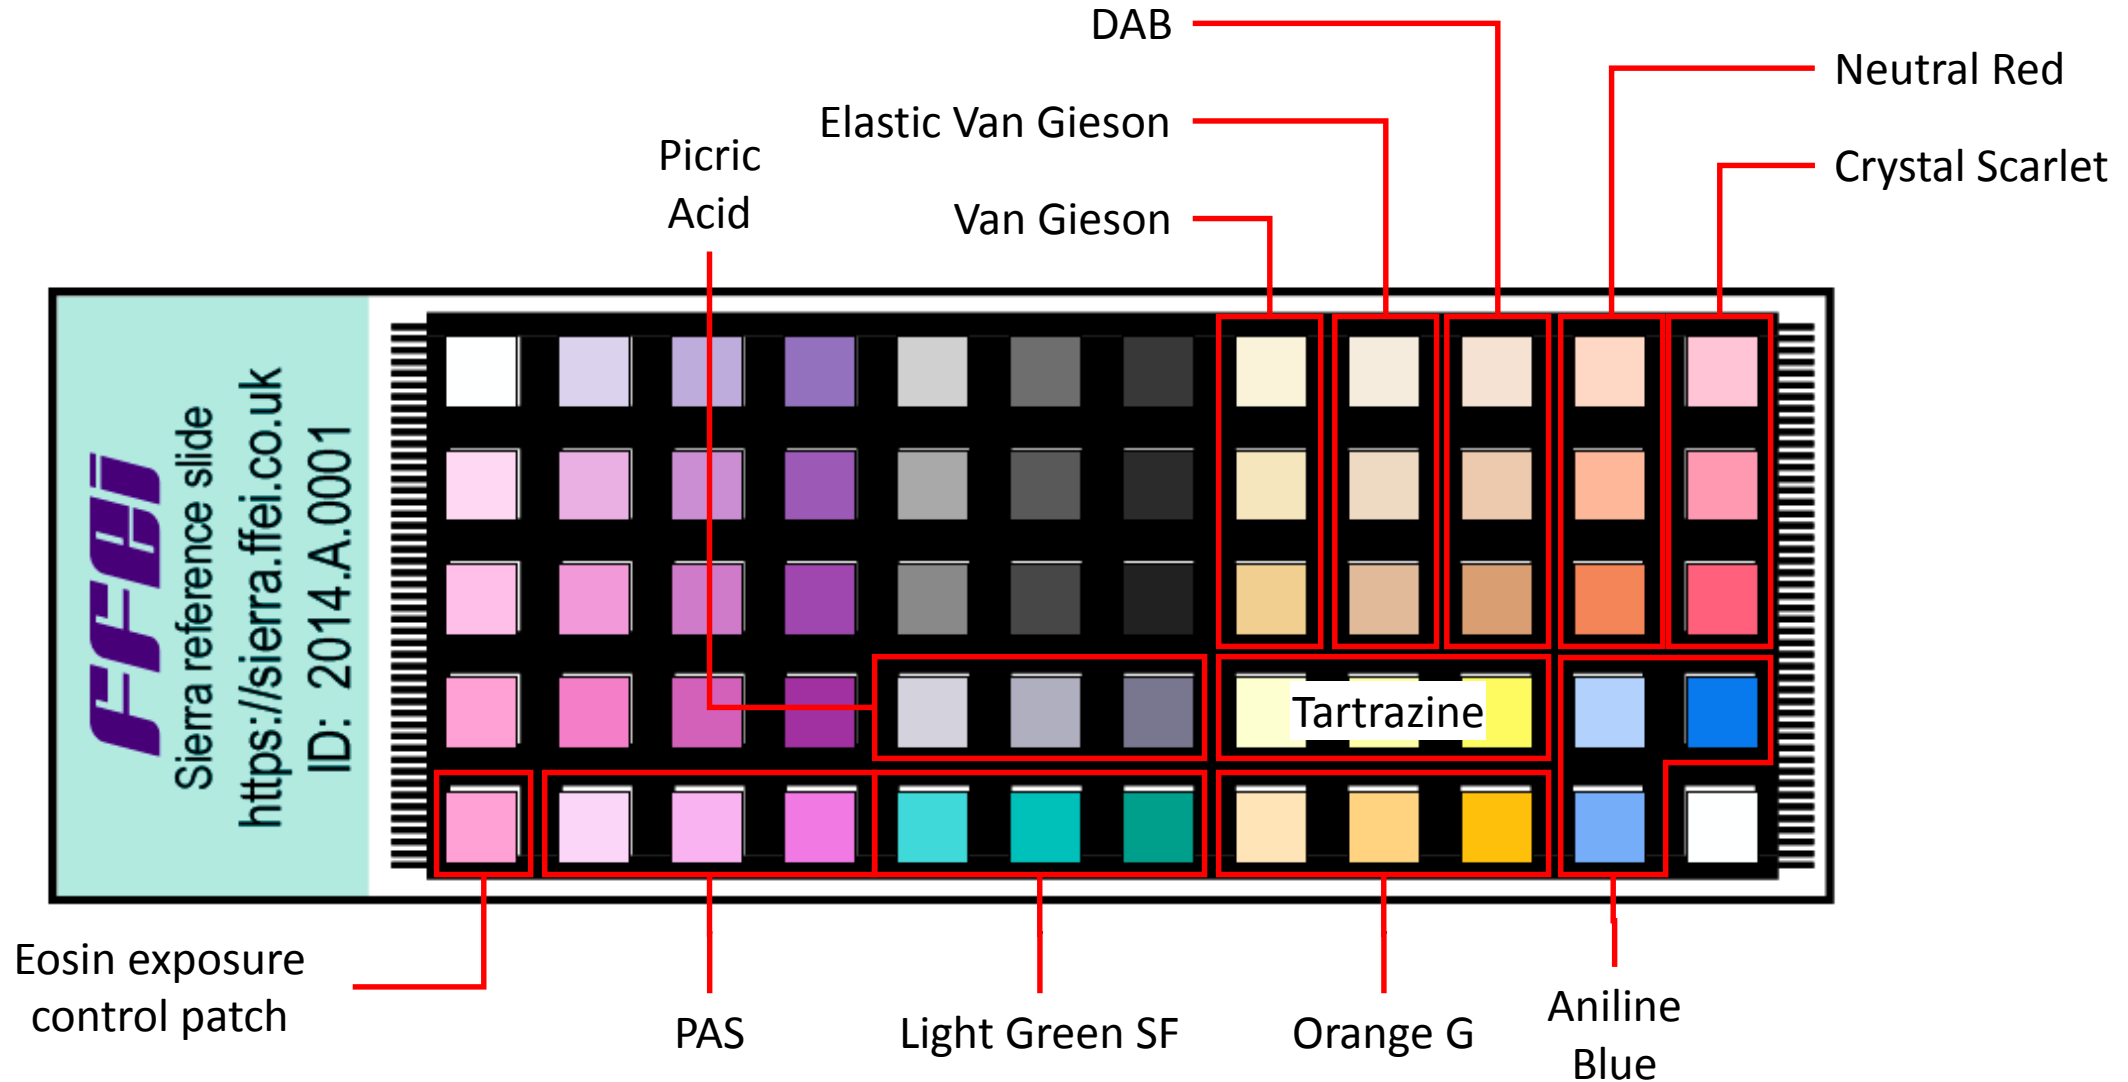 DAB
Neutral Red
Elastic Van Gieson
Picric
Acid
Crystal Scarlet
Van Gieson
FFEi
Sierra reference slide
https://sierra.ffei.co.uk
ID: 2014.A.0001
Tartrazine
Eosin exposure
control patch
PAS
Light Green SF
Orange G
Aniline
Blue